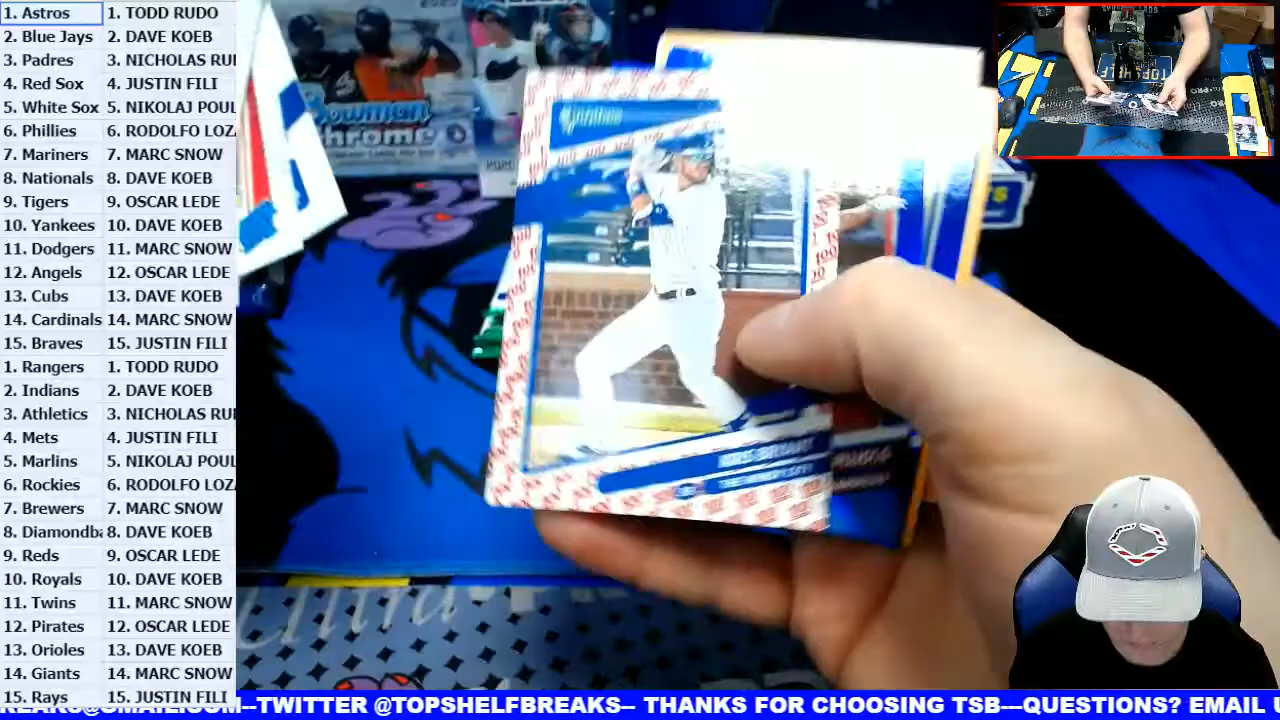 1. Astros 1. TODD RUDO
2. Blue Jays 2. DAVE KOEB
3. Padres 3. NICHOLAS RU
4. Red Sox 4. JUSTIN FILI
5. White Sox 5. NIKOLAJ POUL
6. Phillies 6. RODOLFO LOZ
7. Mariners 7. MARC SNOW
8. Nationals 8. DAVE KOEB
9. Tigers 9. OSCAR LEDE
10. Yankees 10. DAVE KOEB
11. Dodgers 11. MARC SNOW
12. Angels 12. OSCAR LEDE
13. Cubs 13. DAVE KOEB
14. Cardinals 14. MARC SNOW
15. Braves 15. JUSTIN FILI
1. Rangers 1. TODD RUDO
2. Indians 2. DAVE KOEB
3. Athletics 3. NICHOLAS RU
4. Mets 4. JUSTIN FILI
5. Marlins 5. NIKOLAJ POUL
6. Rockies 6. RODOLFO LOZ
7. Brewers 7. MARC SNOW
8. Diamondb 8. DAVE KOEB
9. Reds 9. OSCAR LEDE
10. Royals 10. DAVE KOEB
11. Twins 11. MARC SNOW
12. Pirates 12. OSCAR LEDE
13. Orioles 13. DAVE KOEB
14. Giants 14. MARC SNOW
15. Rays 15. JUSTIN FILI
Bowman
Chrome
KRIS BRYANT
THE WINDY CITY
--TWITTER @TOPSHELFBREAKS-- THANKS FOR CHOOSING TSB---QUESTIONS? EMAIL U